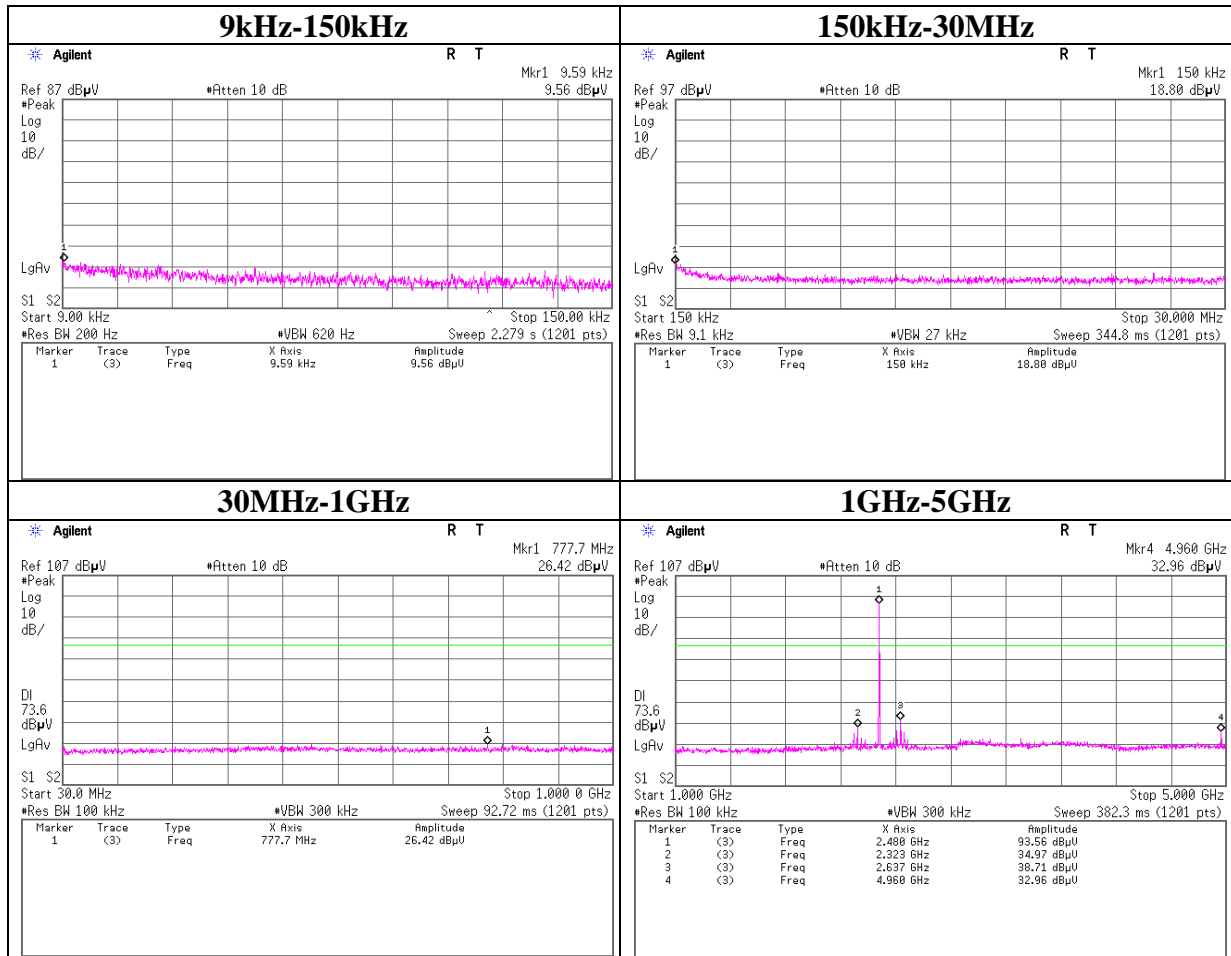 9kHz-150kHz
Agilent R T
Mkr1 9.59 kHz
Ref 87 dBµV #Atten 10 dB 9.56 dBµV
#Peak
Log
10
dB/
1
LgAv
S1 S2
Start 9.00 kHz ^ Stop 150.00 kHz
#Res BW 200 Hz #VBW 620 Hz Sweep 2.279 s (1201 pts)
Marker Trace Type X Axis Amplitude
1 (3) Freq 9.59 kHz 9.56 dBµV
150kHz-30MHz
Agilent R T
Mkr1 150 kHz
Ref 97 dBµV #Atten 10 dB 18.80 dBµV
#Peak
Log
10
dB/
1
LgAv
S1 S2
Start 150 kHz Stop 30.000 MHz
#Res BW 9.1 kHz #VBW 27 kHz Sweep 344.8 ms (1201 pts)
Marker Trace Type X Axis Amplitude
1 (3) Freq 150 kHz 18.80 dBµV
30MHz-1GHz
Agilent R T
Mkr1 777.7 MHz
Ref 107 dBµV #Atten 10 dB 26.42 dBµV
#Peak
Log
10
dB/
DI
73.6
dBµV
1
LgAv
S1 S2
Start 30.0 MHz Stop 1.000 0 GHz
#Res BW 100 kHz #VBW 300 kHz Sweep 92.72 ms (1201 pts)
Marker Trace Type X Axis Amplitude
1 (3) Freq 777.7 MHz 26.42 dBµV
1GHz-5GHz
Agilent R T
Mkr4 4.960 GHz
Ref 107 dBµV #Atten 10 dB 32.96 dBµV
#Peak
1
Log
10
dB/
DI
73.6
2 3
dBµV 4
LgAv
S1 S2
Start 1.000 GHz Stop 5.000 GHz
#Res BW 100 kHz #VBW 300 kHz Sweep 382.3 ms (1201 pts)
Marker Trace Type X Axis Amplitude
1 (3) Freq 2.480 GHz 93.56 dBµV
2 (3) Freq 2.323 GHz 34.97 dBµV
3 (3) Freq 2.637 GHz 38.71 dBµV
4 (3) Freq 4.960 GHz 32.96 dBµV